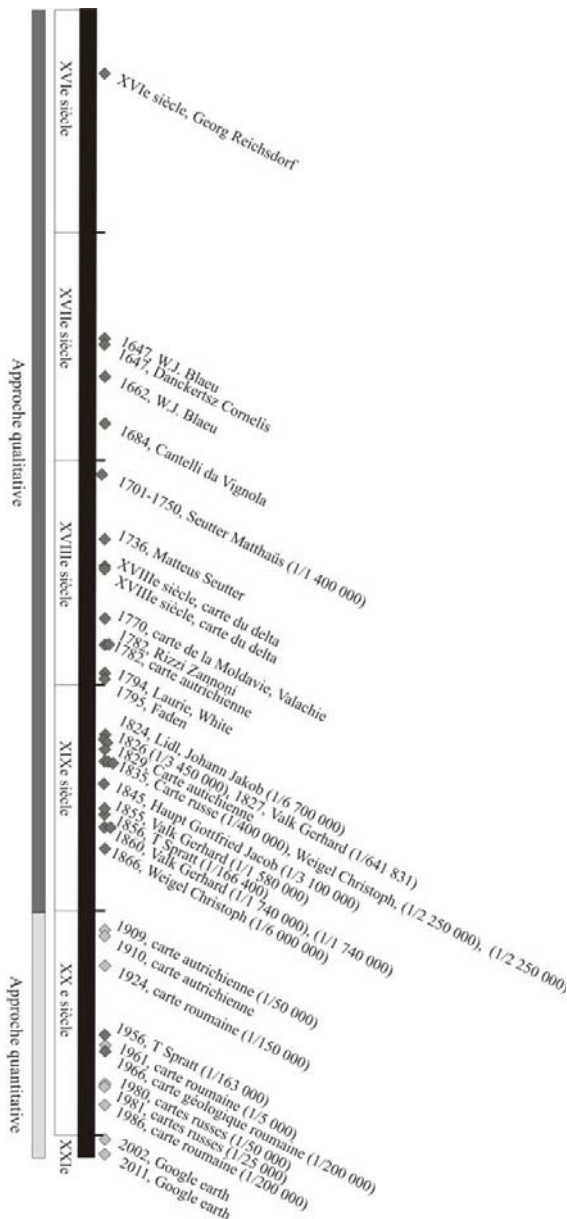 Approche qualitative
Approche quantitative
XVIe siècle
XVIIe siècle
XVIIIe siècle
XIXe siècle
XX e siècle
XXIe
XVIe siècle, Georg Reichsdorf
1647, W.J. Blaeu
1647, Danckertsz Cornelis
1662, W.J. Blaeu
1684, Cantelli da Vignola
1701-1750, Seutter Matthaüs (1/1 400 000)
1736, Matteus Seutter
XVIIIe siècle, carte du delta
XVIIIe siècle, carte du delta
1770, carte de la Moldavie, Valachie
1782, Rizzi Zannoni
1782, carte autrichienne
1794, Laurie, White
1795, Faden
1824, Lidl, Johann Jakob (1/6 700 000)
1826 (1/3 450 000), 1827, Valk Gerhard (1/641 831)
1829, Carte autichienne
1835, Carte russe (1/400 000), Weigel Christoph, (1/2 250 000), (1/2 250 000)
1845, Haupt Gottfried Jacob (1/3 100 000)
1855, Valk Gerhard (1/1 580 000)
1856, T Spratt (1/166 400)
1860, Valk Gerhard (1/1 740 000), (1/1 740 000)
1866, Weigel Christoph (1/6 000 000)
1909, carte autrichienne (1/50 000)
1910, carte autrichienne
1924, carte roumaine (1/150 000)
1956, T Spratt (1/163 000)
1961, carte roumaine (1/5 000)
1966, carte géologique roumaine (1/200 000)
1980, cartes russes (1/50 000)
1981, cartes russes (1/25 000)
1986, carte roumaine (1/200 000)
2002, Google earth
2011, Google earth